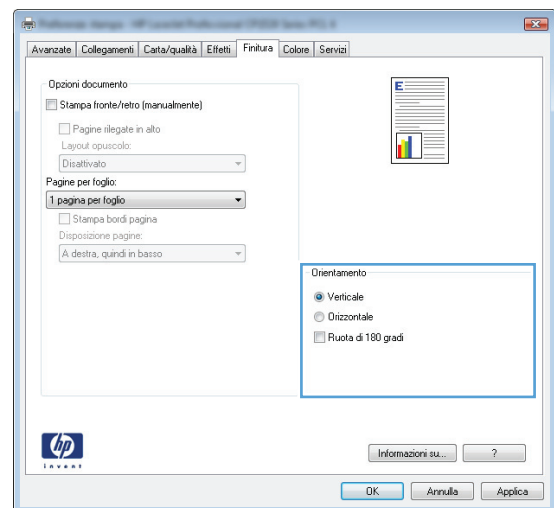 Avanzate Collegamenti Carta/qualità Effetti Finitura Colore Servizi
Opzioni documento
Stampa fronte/retro (manualmente)
Pagine rilegate in alto
Layout opuscolo:
Disattivato
Pagine per foglio:
1 pagina per foglio
Stampa bordi pagina
Disposizione pagine:
A destra, quindi in basso
E
Orientamento
Verticale
Orizzontale
Ruota di 180 gradi
hp
invent
Informazioni su... ?
OK Annulla Applica